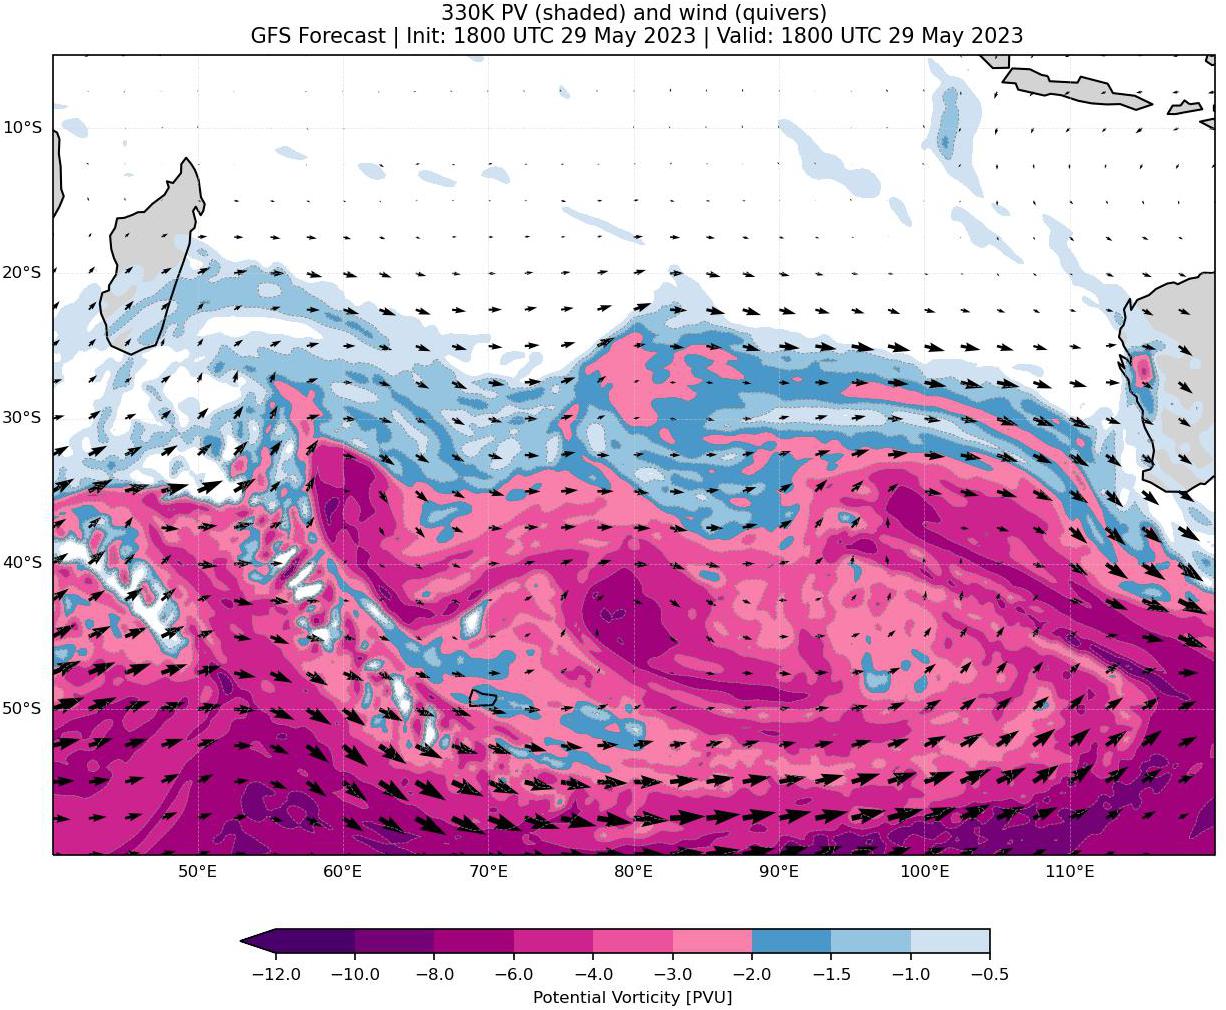 330K PV (shaded) and wind (quivers)
GFS Forecast | Init: 1800 UTC 29 May 2023 | Valid: 1800 UTC 29 May 2023
10°S
20°S
30°S
40°S
50°S
50°E 60°E 70°E 80°E 90°E 100°E 110°E
−12.0 −10.0 −8.0 −6.0 −4.0 −3.0 −2.0 −1.5 −1.0 −0.5
Potential Vorticity [PVU]